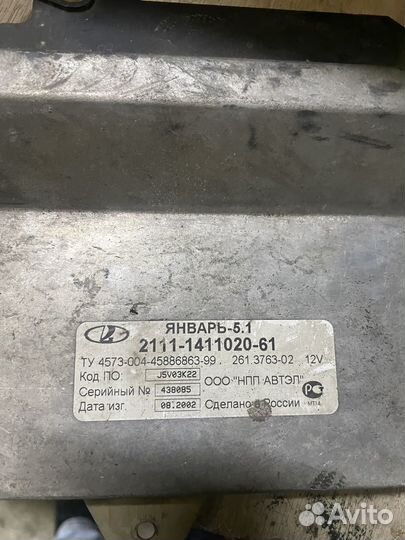 ЯНВАРЬ-5.1
2111-1411020-61
ТУ 4573-004-45886863-99 . 261.3763-02 . 12V
Код ПО: J5V03K22 ООО "НПП АВТЭЛ"
Серийный № 438085
Дата изг. 08.2002 Сделано в России МТ14
Avito